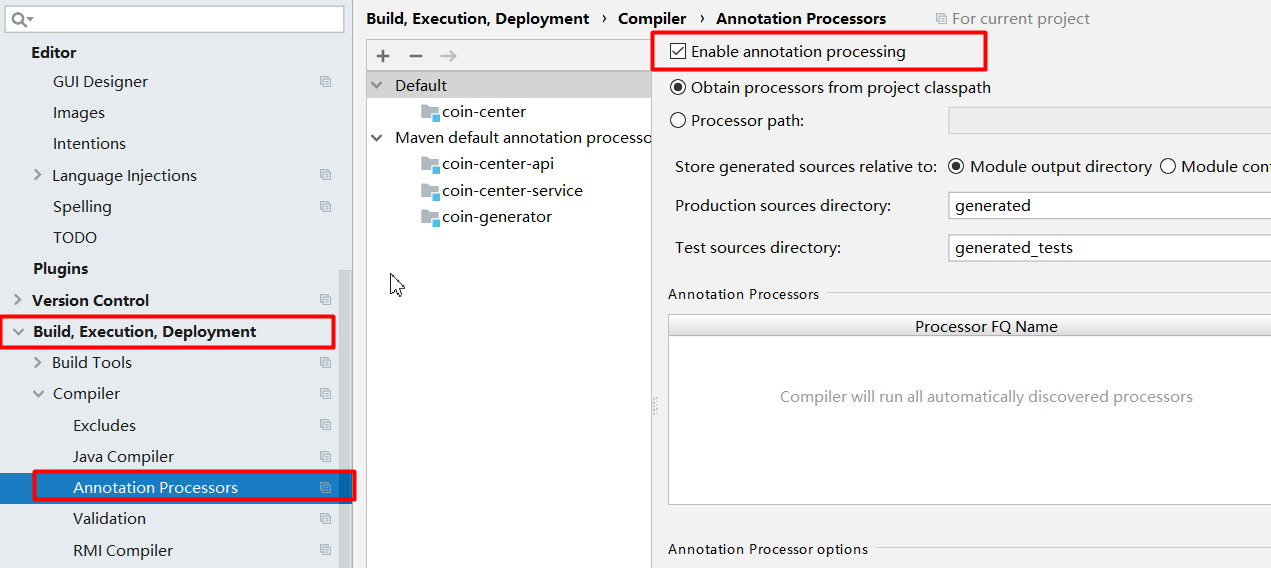 Editor
GUI Designer
Images
Intentions
Language Injections
Spelling
TODO
Plugins
Version Control
Build, Execution, Deployment
Build Tools
Compiler
Excludes
Java Compiler
Annotation Processors
Validation
RMI Compiler
Build, Execution, Deployment › Compiler › Annotation Processors For current project
Default
coin-center
Maven default annotation processo
coin-center-api
coin-center-service
coin-generator
Enable annotation processing
Obtain processors from project classpath
Processor path:
Store generated sources relative to: Module output directory Module con
Production sources directory: generated
Test sources directory: generated_tests
Annotation Processors
Processor FQ Name
Compiler will run all automatically discovered processors
Annotation Processor options